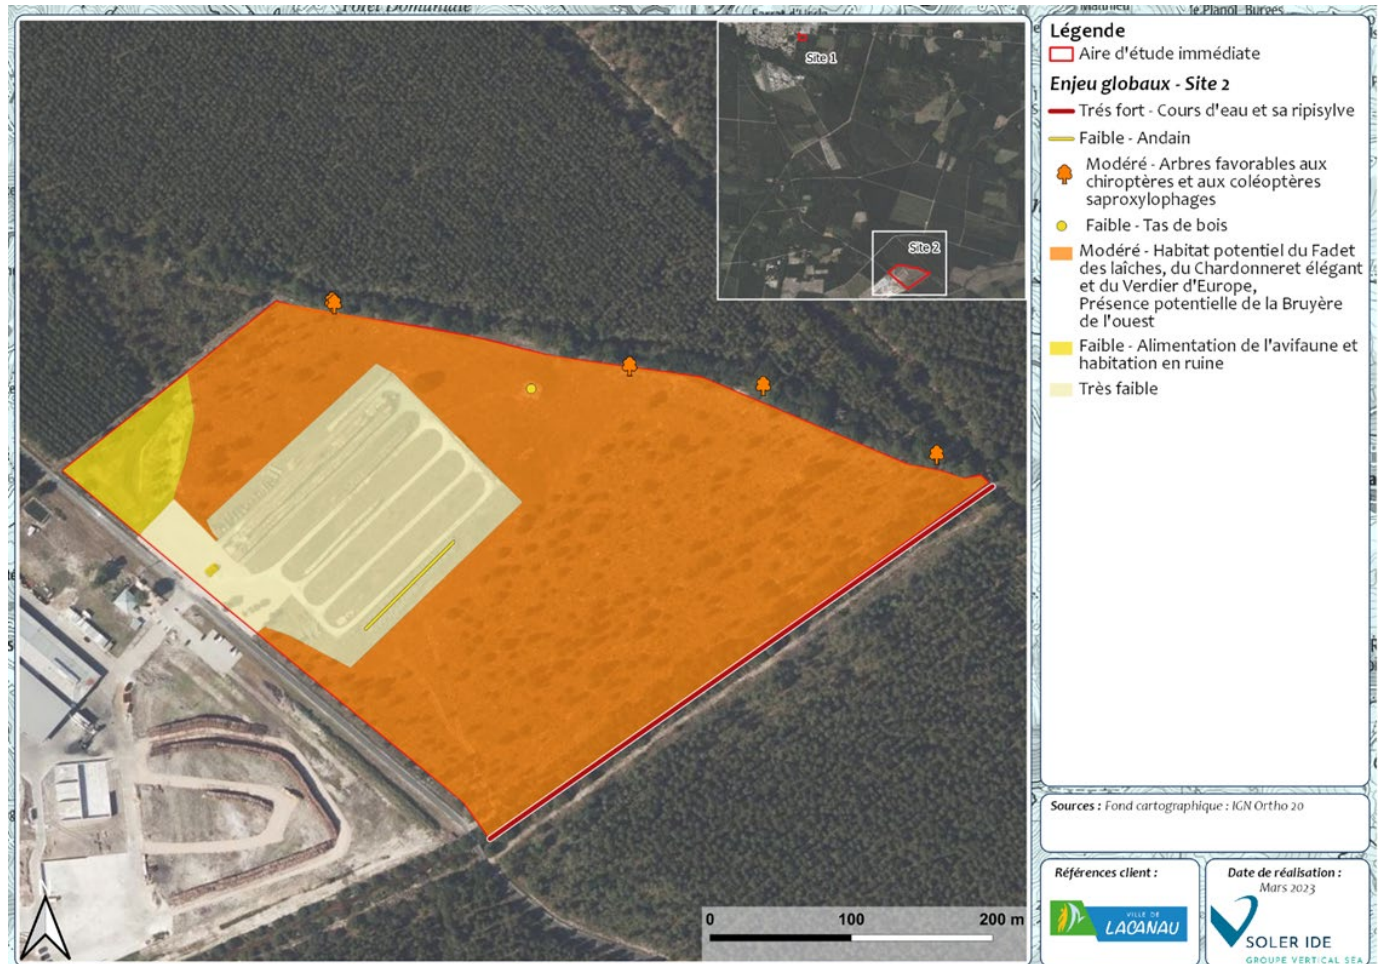 Forêt Domaniale
le Planol Burges
Site 1
Site 2
0 100 200 m
N
Légende
Aire d'étude immédiate
Enjeu globaux - Site 2
Trés fort - Cours d'eau et sa ripisylve
Faible - Andain
Modéré - Arbres favorables aux
chiroptères et aux coléoptères
saproxylophages
Faible - Tas de bois
Modéré - Habitat potentiel du Fadet
des laîches, du Chardonneret élégant
et du Verdier d'Europe,
Présence potentielle de la Bruyère
de l'ouest
Faible - Alimentation de l'avifaune et
habitation en ruine
Très faible
Sources : Fond cartographique : IGN Ortho 20
Références client :
VILLE DE
LACANAU
Date de réalisation :
Mars 2023
SOLER IDE
GROUPE VERTICAL SEA